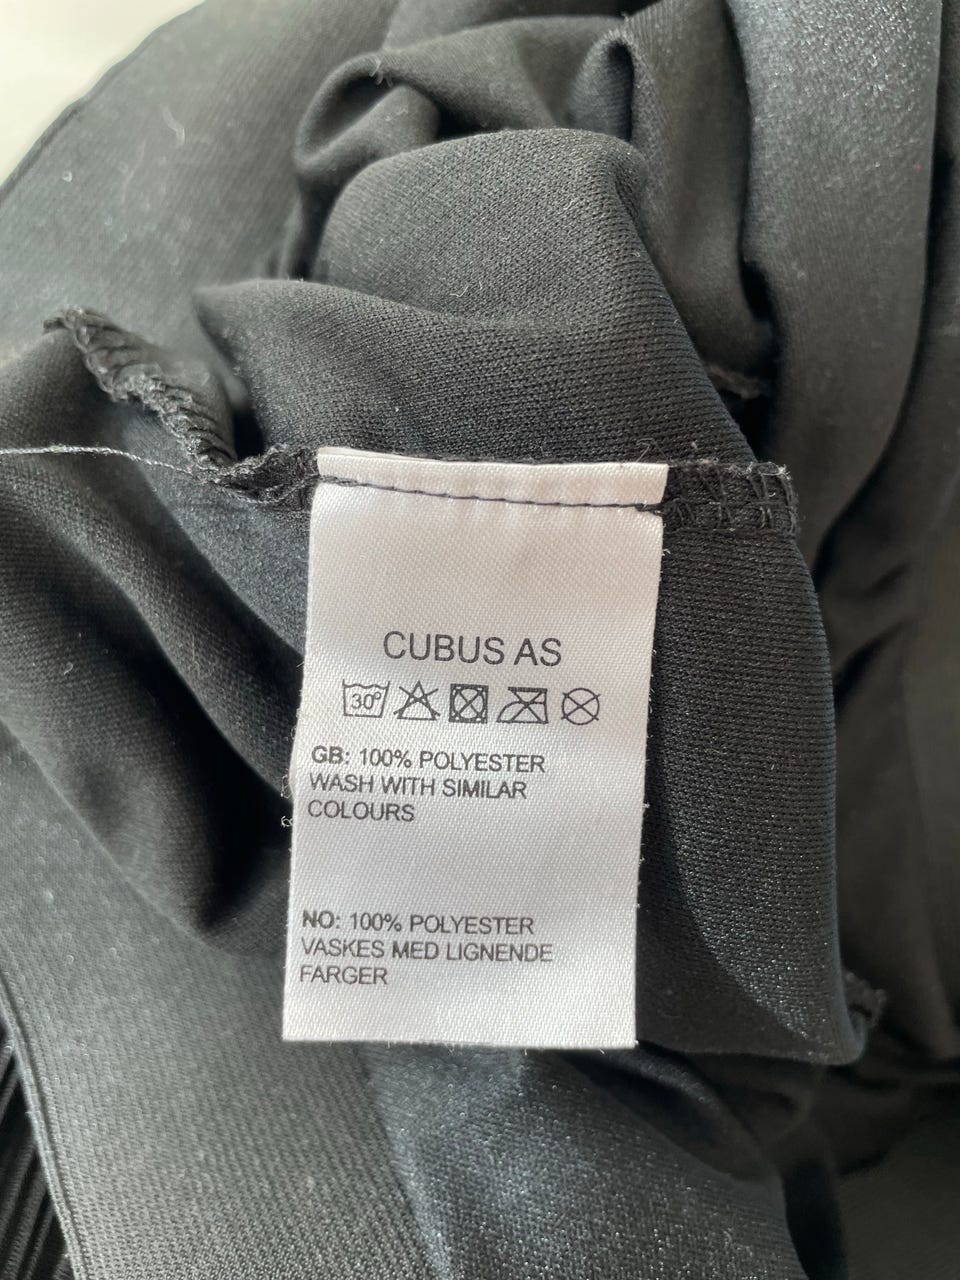 CUBUS AS
30°
GB: 100% POLYESTER
WASH WITH SIMILAR
COLOURS
NO: 100% POLYESTER
VASKES MED LIGNENDE
FARGER